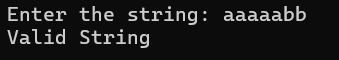 Enter the string: aaaaabb
Valid String